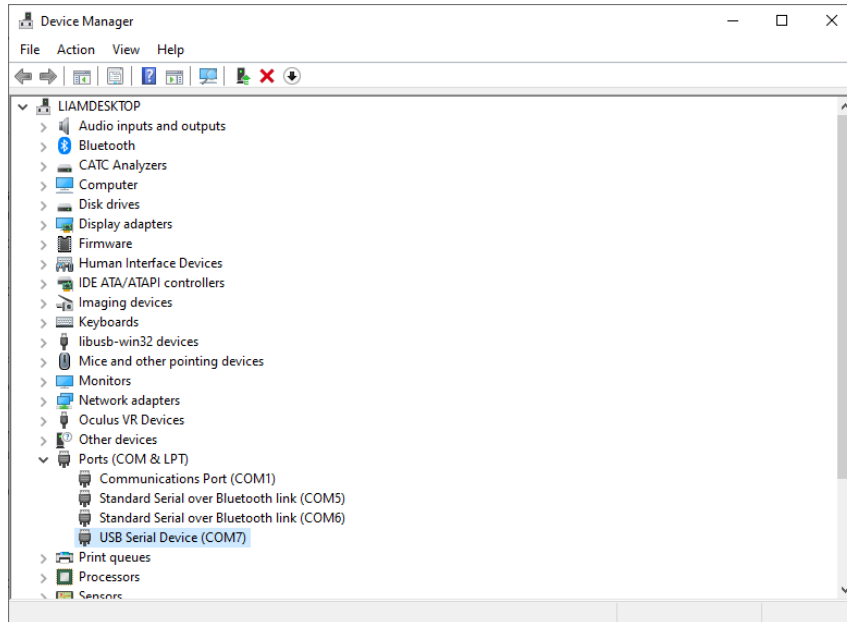 Device Manager
File Action View Help
LIAMDESKTOP
Audio inputs and outputs
Bluetooth
CATC Analyzers
Computer
Disk drives
Display adapters
Firmware
Human Interface Devices
IDE ATA/ATAPI controllers
Imaging devices
Keyboards
libusb-win32 devices
Mice and other pointing devices
Monitors
Network adapters
Oculus VR Devices
Other devices
Ports (COM & LPT)
Communications Port (COM1)
Standard Serial over Bluetooth link (COM5)
Standard Serial over Bluetooth link (COM6)
USB Serial Device (COM7)
Print queues
Processors
Sensors